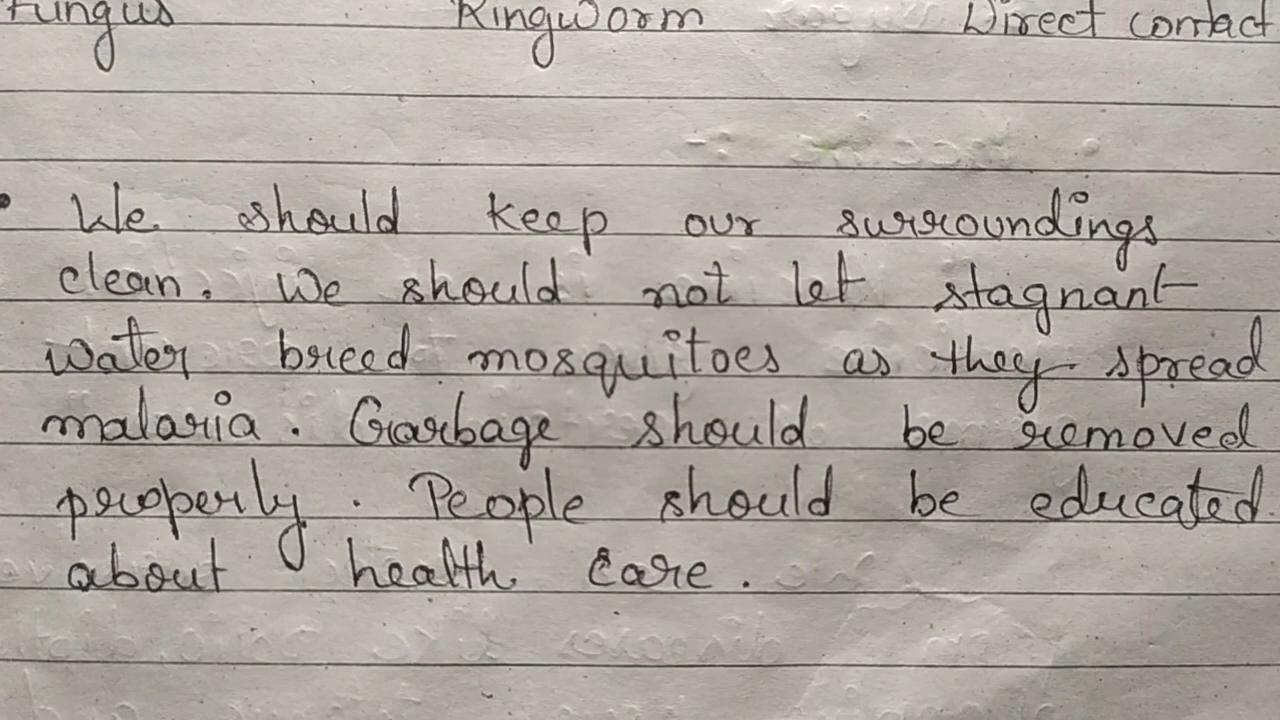 Fungus Ringworm Direct contact
• We should keep our surroundings
clean. We should not let stagnant
water breed mosquitoes as they spread
malaria. Garbage should be removed
properly. People should be educated
about health care.